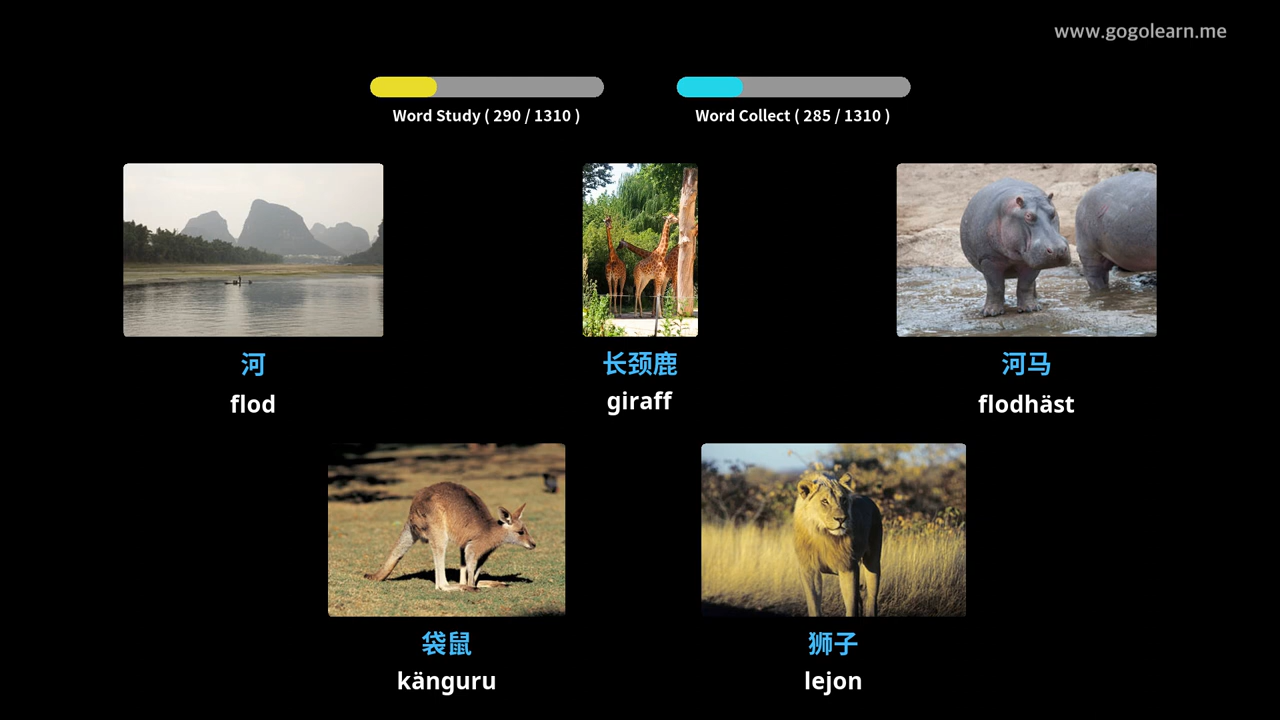 www.gogolearn.me
Word Study ( 290 / 1310 )
Word Collect ( 285 / 1310 )
河
flod
长颈鹿
giraff
河马
flodhäst
袋鼠
känguru
狮子
lejon